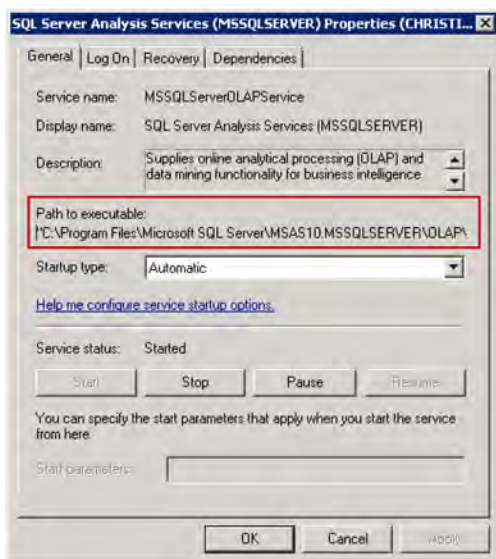 SQL Server Analysis Services (MSSQLSERVER) Properties (CHRISTI...
General Log On Recovery Dependencies
Service name: MSSQLServerOLAPService
Display name: SQL Server Analysis Services (MSSQLSERVER)
Description: Supplies online analytical processing (OLAP) and
data mining functionality for business intelligence
Path to executable:
"C:\Program Files\Microsoft SQL Server\MSAS10.MSSQLSERVER\OLAP\
Startup type: Automatic
Help me configure service startup options.
Service status: Started
Start Stop Pause Resume
You can specify the start parameters that apply when you start the service
from here.
Start parameters:
OK Cancel Apply